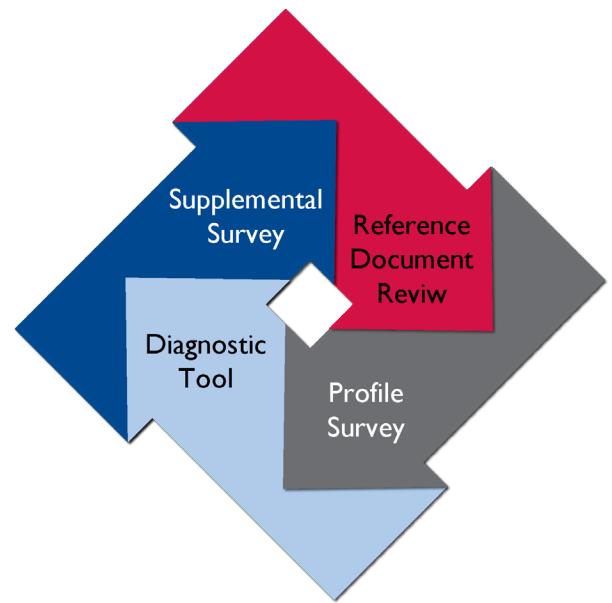 Supplemental
Survey
Reference
Document
Reviw
Diagnostic
Tool
Profile
Survey